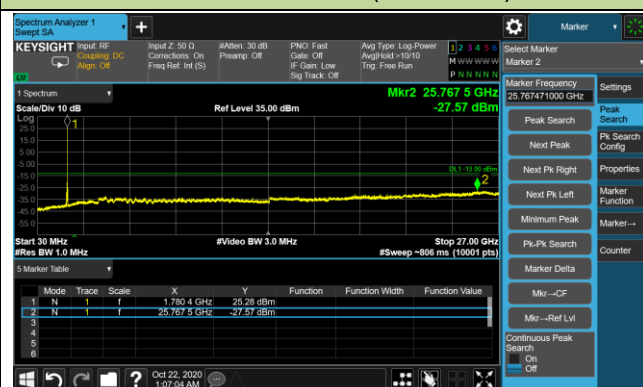 Spectrum Analyzer 1
Swept SA
+
Marker
KEYSIGHT
Input: RF
Coupling: DC
Align: Off
Input Z: 50 Ω
Corrections: On
Freq Ref: Int (S)
#Atten: 30 dB
Preamp: Off
PNO: Fast
Gate: Off
IF Gain: Low
Sig Track: Off
Avg Type: Log-Power
Avg|Hold:>10/10
Trig: Free Run
1 2 3 4 5 6
M W W W W W
P N N N N N
LXI
Select Marker
Marker 2
1 Spectrum
Mkr2 25.767 5 GHz
Scale/Div 10 dB
Ref Level 35.00 dBm
-27.57 dBm
Log
25.0
15.0
5.00
-5.00
-15.0
-25.0
-35.0
-45.0
-55.0
1
DL1 -13.00 dBm
2
Start 30 MHz
#Video BW 3.0 MHz
Stop 27.00 GHz
#Res BW 1.0 MHz
#Sweep ~806 ms (10001 pts)
5 Marker Table
Mode Trace Scale X Y Function Function Width Function Value
1 N 1 f 1.780 4 GHz 25.28 dBm
2 N 1 f 25.767 5 GHz -27.57 dBm
3
4
5
6
Marker Frequency
25.767471000 GHz
Peak Search
Next Peak
Next Pk Right
Next Pk Left
Minimum Peak
Pk-Pk Search
Marker Delta
Mkr→CF
Mkr→Ref Lvl
Continuous Peak
Search
On
Off
Settings
Peak
Search
Pk Search
Config
Properties
Marker
Function
Marker→
Counter
?
Oct 22, 2020
1:07:04 AM